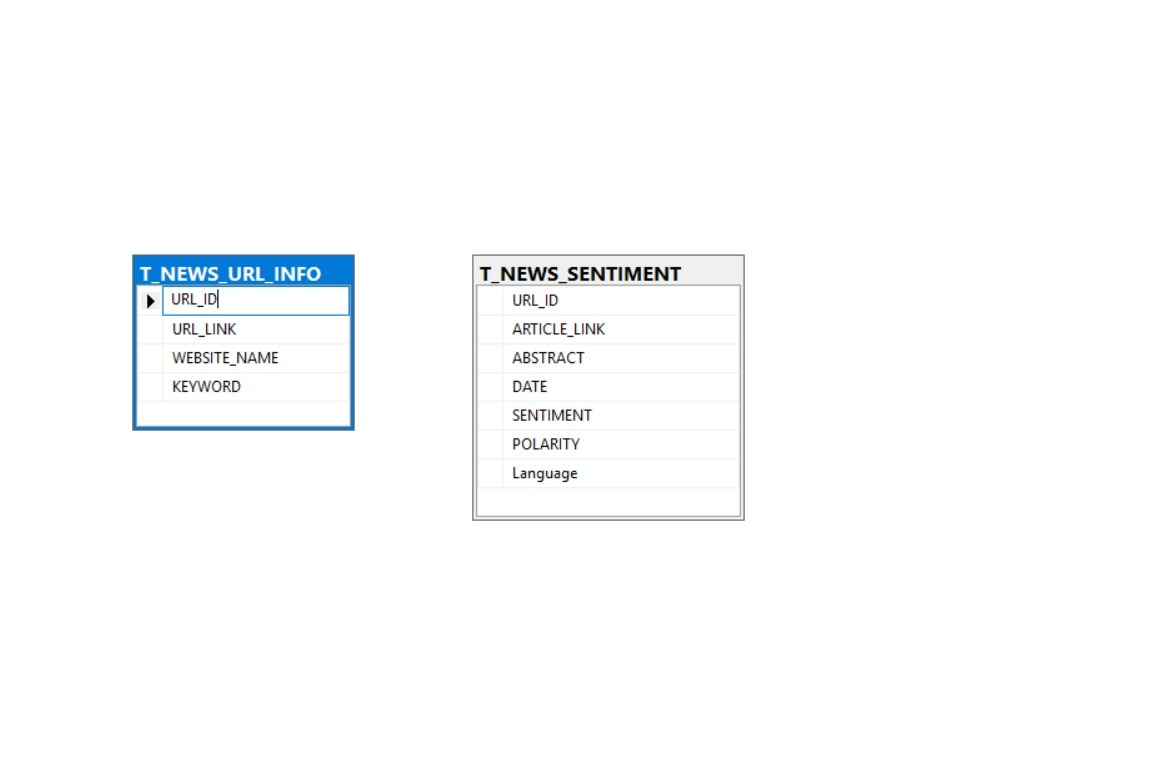 T_NEWS_URL_INFO
URL_ID
URL_LINK
WEBSITE_NAME
KEYWORD
T_NEWS_SENTIMENT
URL_ID
ARTICLE_LINK
ABSTRACT
DATE
SENTIMENT
POLARITY
Language